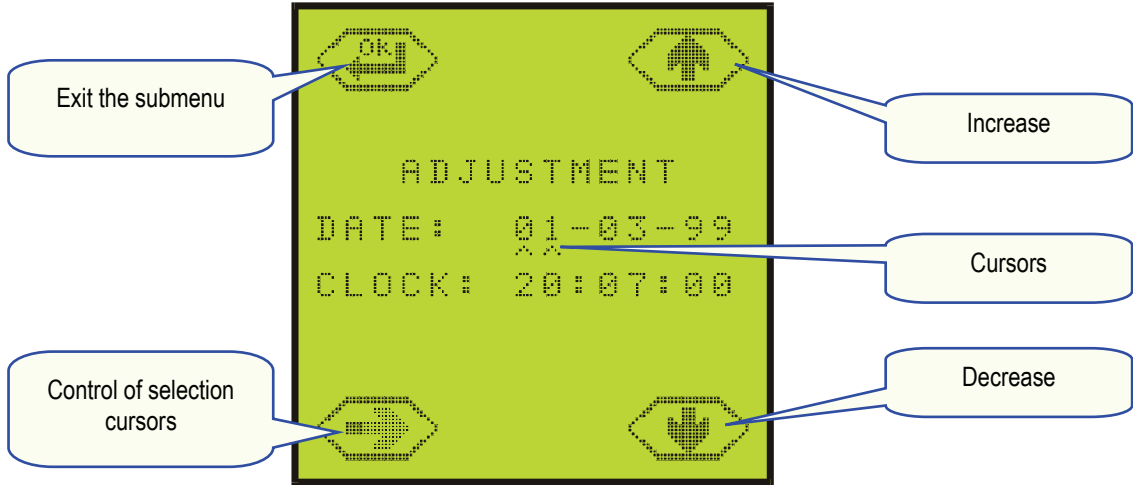 Ok
Exit the submenu
Increase
ADJUSTMENT
DATE: 01-03-99
^^
Cursors
CLOCK: 20:07:00
Control of selection
cursors
Decrease